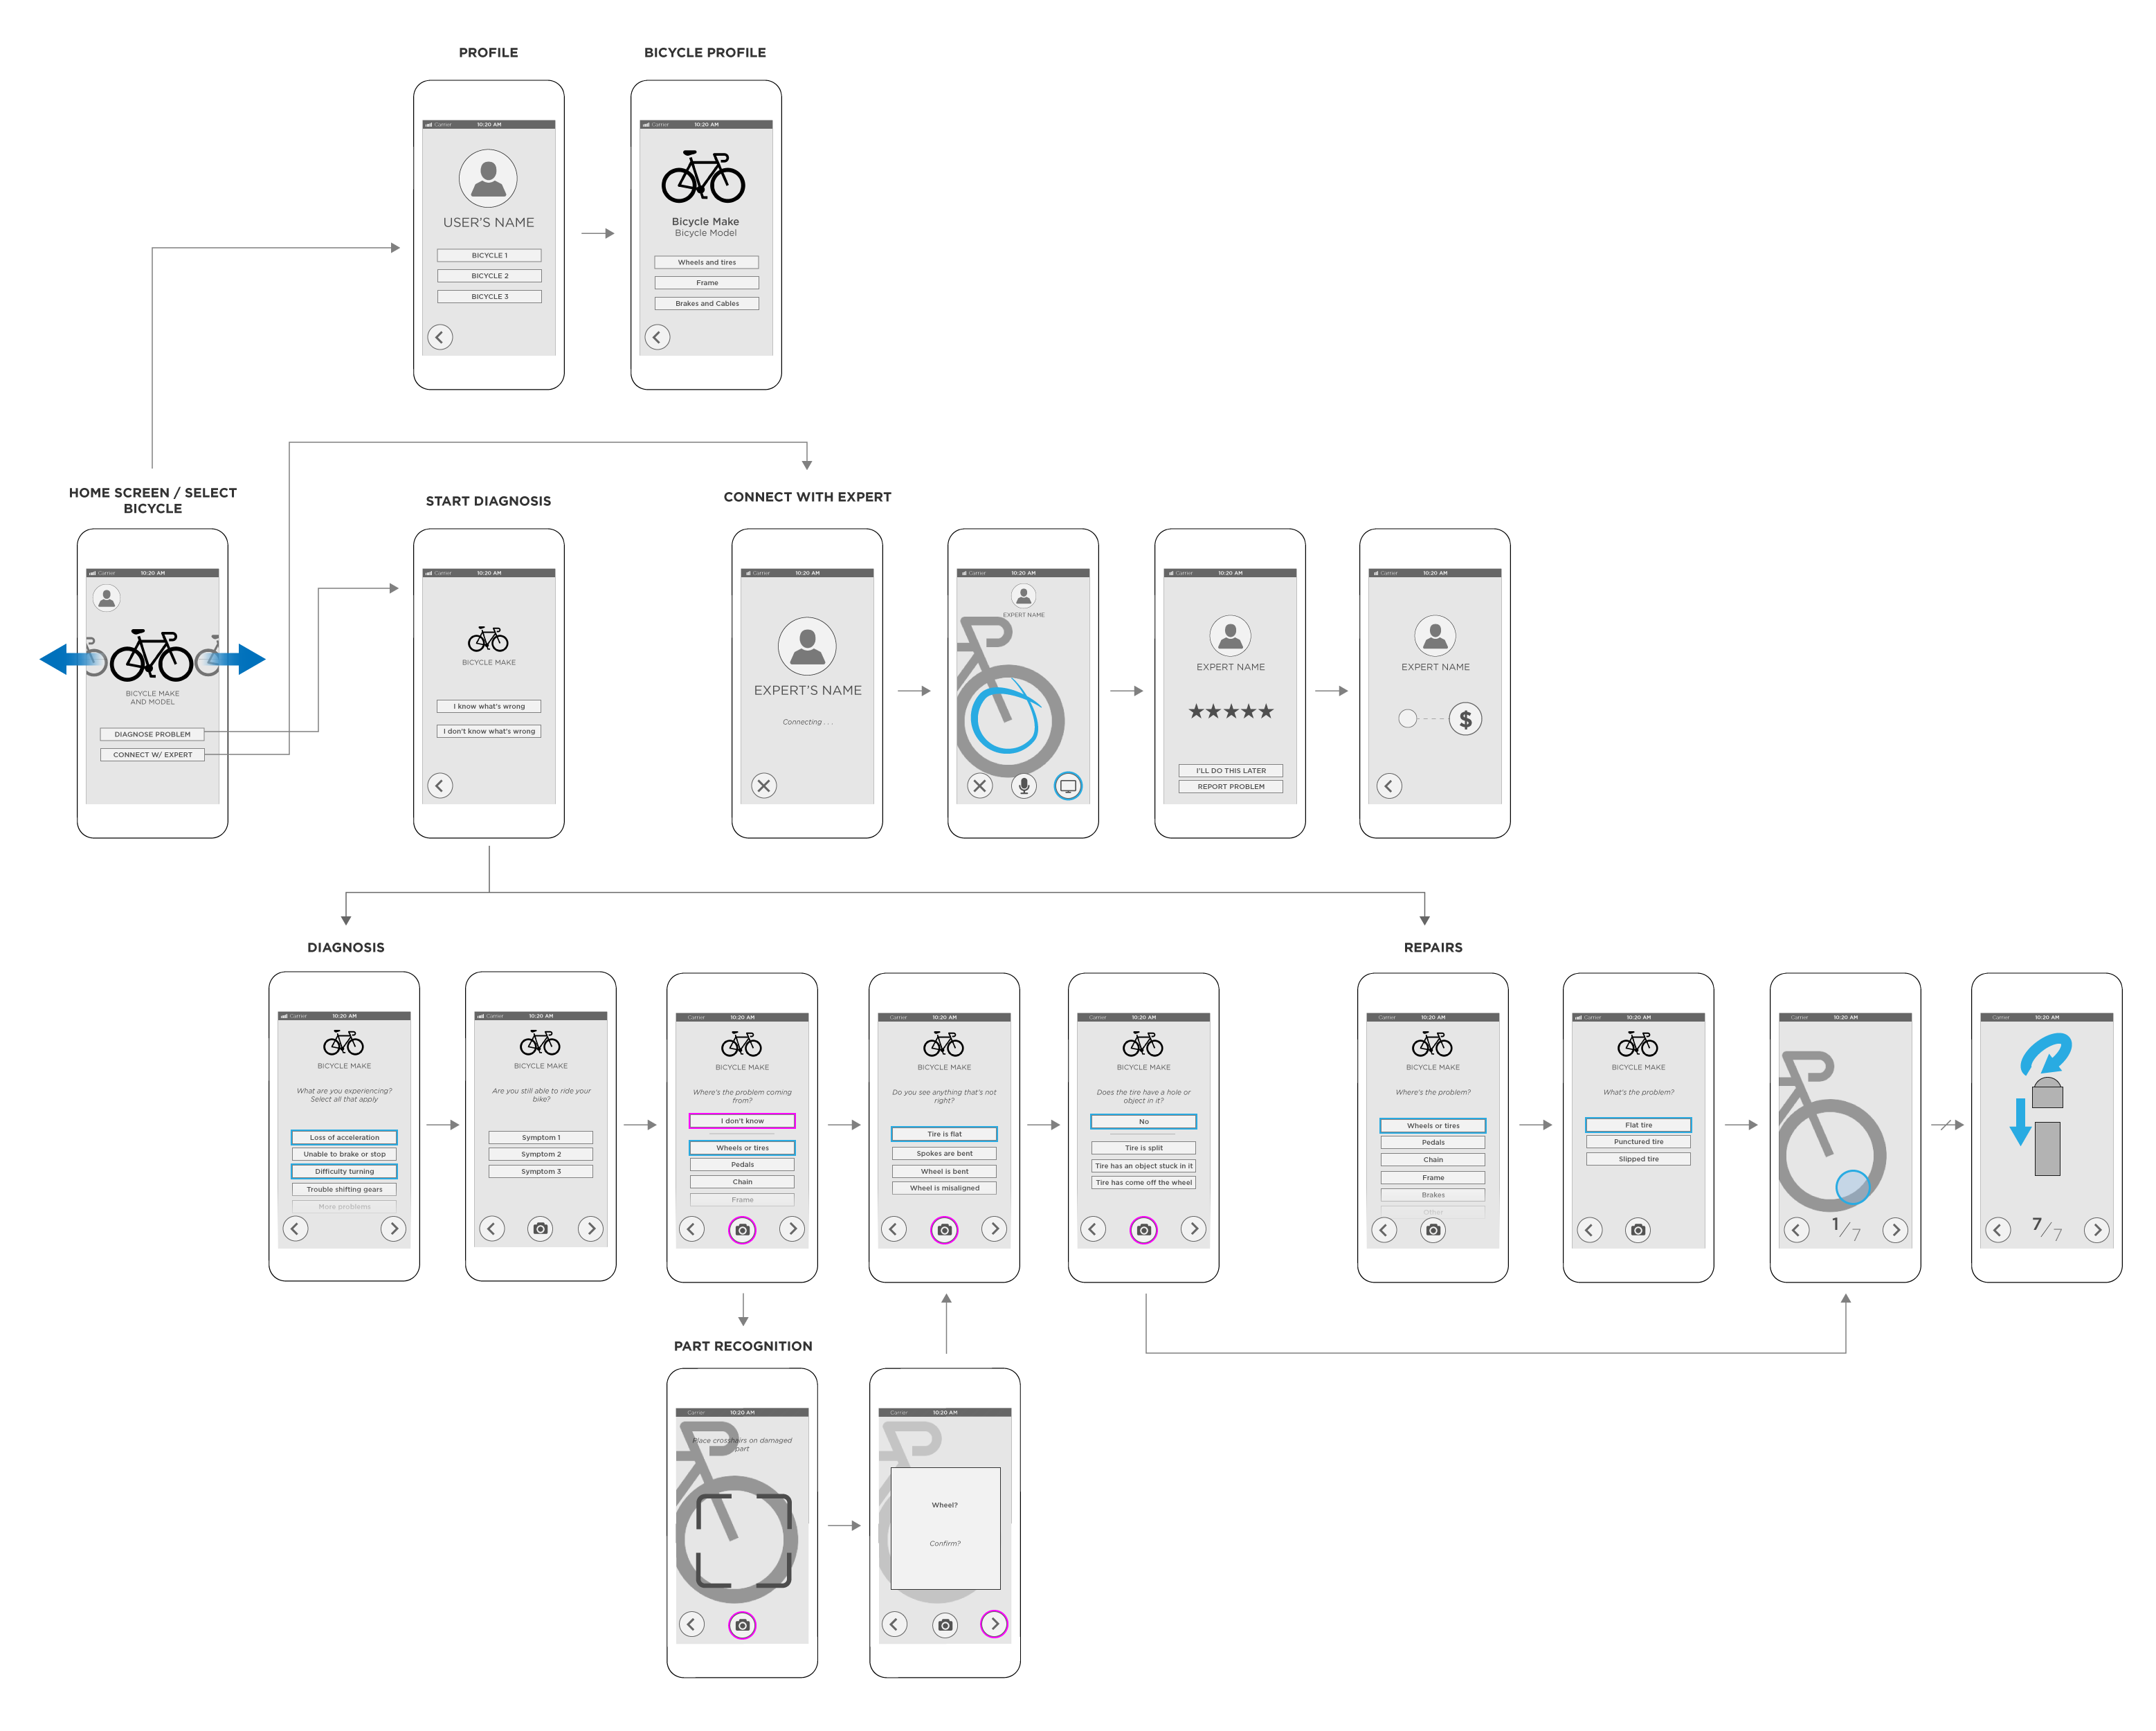 PROFILE
BICYCLE PROFILE
Carrier 10:20 AM
USER'S NAME
BICYCLE 1
BICYCLE 2
BICYCLE 3
Carrier 10:20 AM
Bicycle Make
Bicycle Model
Wheels and tires
Frame
Brakes and Cables
HOME SCREEN / SELECT
BICYCLE
Carrier 10:20 AM
BICYCLE MAKE
AND MODEL
DIAGNOSE PROBLEM
CONNECT W/ EXPERT
START DIAGNOSIS
Carrier 10:20 AM
BICYCLE MAKE
I know what's wrong
I don't know what's wrong
CONNECT WITH EXPERT
Carrier 10:20 AM
EXPERT'S NAME
Connecting . . .
Carrier 10:20 AM
EXPERT NAME
Carrier 10:20 AM
EXPERT NAME
I'LL DO THIS LATER
REPORT PROBLEM
Carrier 10:20 AM
EXPERT NAME
$
DIAGNOSIS
Carrier 10:20 AM
BICYCLE MAKE
What are you experiencing?
Select all that apply
Loss of acceleration
Unable to brake or stop
Difficulty turning
Trouble shifting gears
More problems
Carrier 10:20 AM
BICYCLE MAKE
Are you still able to ride your
bike?
Symptom 1
Symptom 2
Symptom 3
Carrier 10:20 AM
BICYCLE MAKE
Where's the problem coming
from?
I don't know
Wheels or tires
Pedals
Chain
Frame
Carrier 10:20 AM
BICYCLE MAKE
Do you see anything that's not
right?
Tire is flat
Spokes are bent
Wheel is bent
Wheel is misaligned
Carrier 10:20 AM
BICYCLE MAKE
Does the tire have a hole or
object in it?
No
Tire is split
Tire has an object stuck in it
Tire has come off the wheel
REPAIRS
Carrier 10:20 AM
BICYCLE MAKE
Where's the problem?
Wheels or tires
Pedals
Chain
Frame
Brakes
Other
Carrier 10:20 AM
BICYCLE MAKE
What's the problem?
Flat tire
Punctured tire
Slipped tire
Carrier 10:20 AM
1/7
Carrier 10:20 AM
7/7
PART RECOGNITION
Carrier 10:20 AM
Place crosshairs on damaged
part
Carrier 10:20 AM
Wheel?
Confirm?